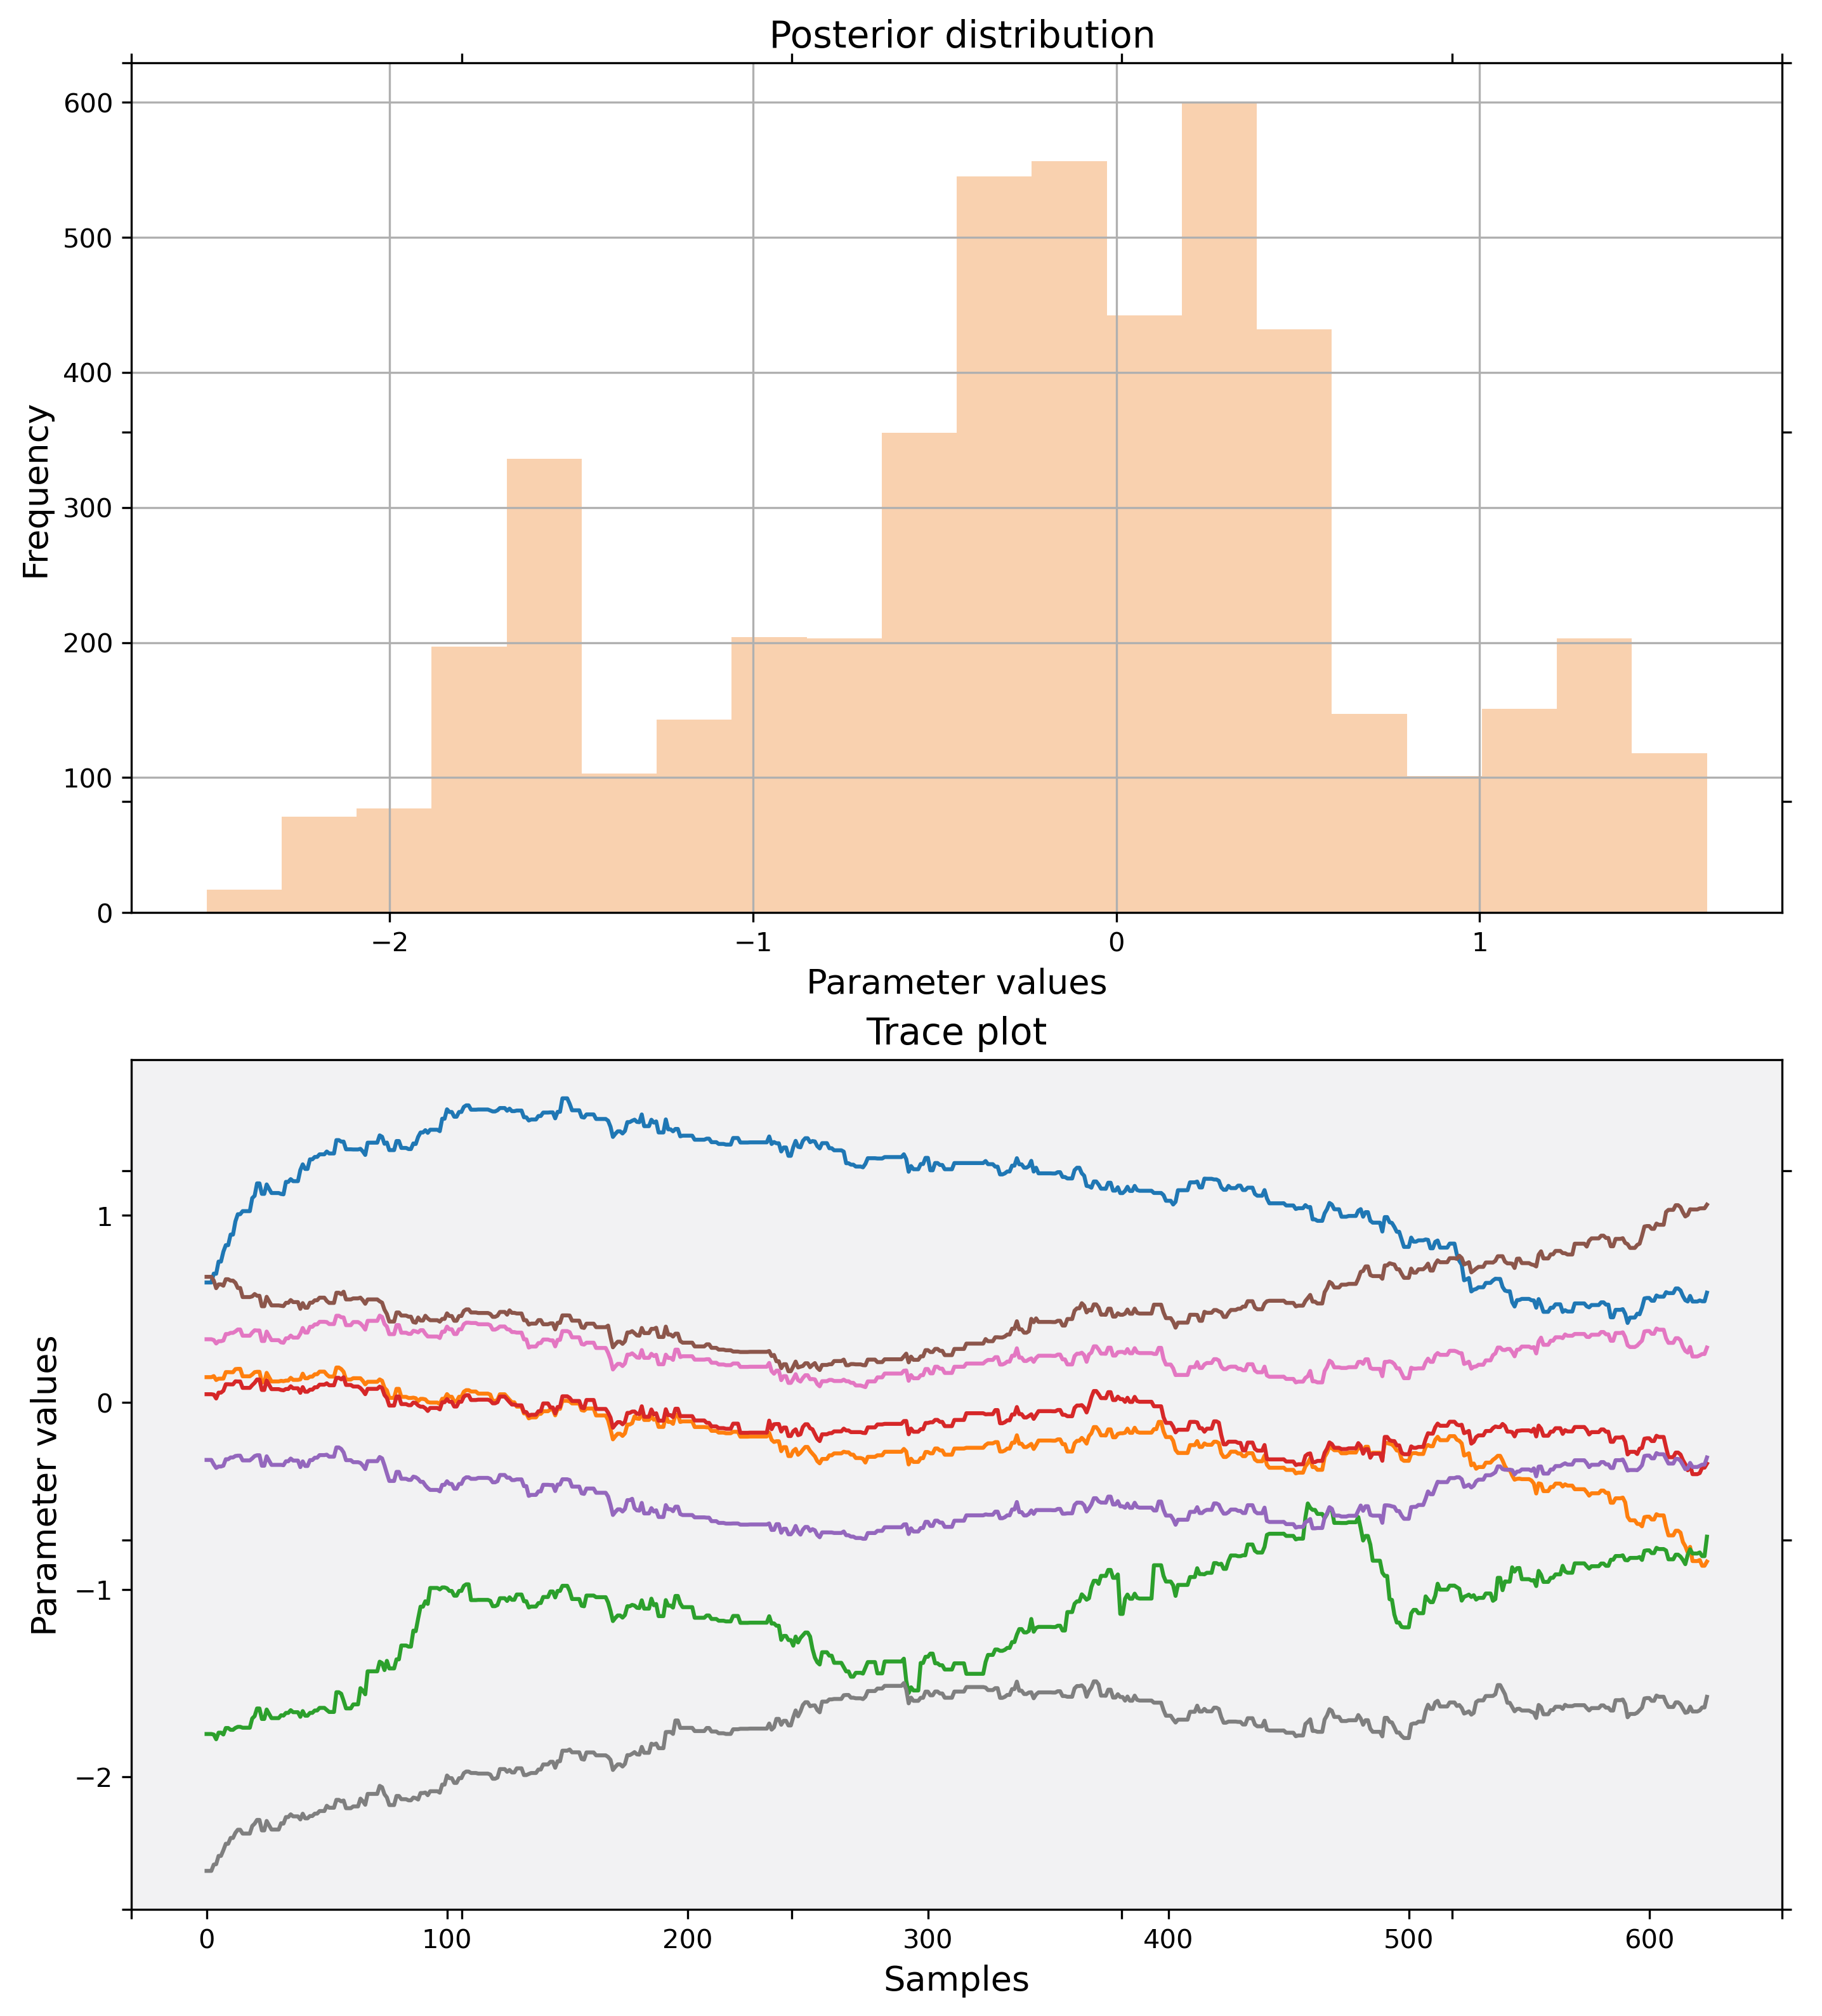 Posterior distribution
600
500
400
300
200
100
0
Frequency
−2 −1 0 1
Parameter values
Trace plot
1
0
−1
−2
Parameter values
0 100 200 300 400 500 600
Samples